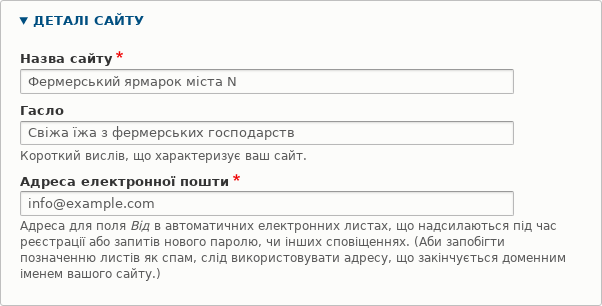 ▼ ДЕТАЛІ САЙТУ
Назва сайту *
Фермерський ярмарок міста N
Гасло
Свіжа їжа з фермерських господарств
Короткий вислів, що характеризує ваш сайт.
Адреса електронної пошти *
info@example.com
Адреса для поля Від в автоматичних електронних листах, що надсилаються під час
реєстрації або запитів нового паролю, чи інших сповіщеннях. (Аби запобігти
позначенню листів як спам, слід використовувати адресу, що закінчується доменним
іменем вашого сайту.)